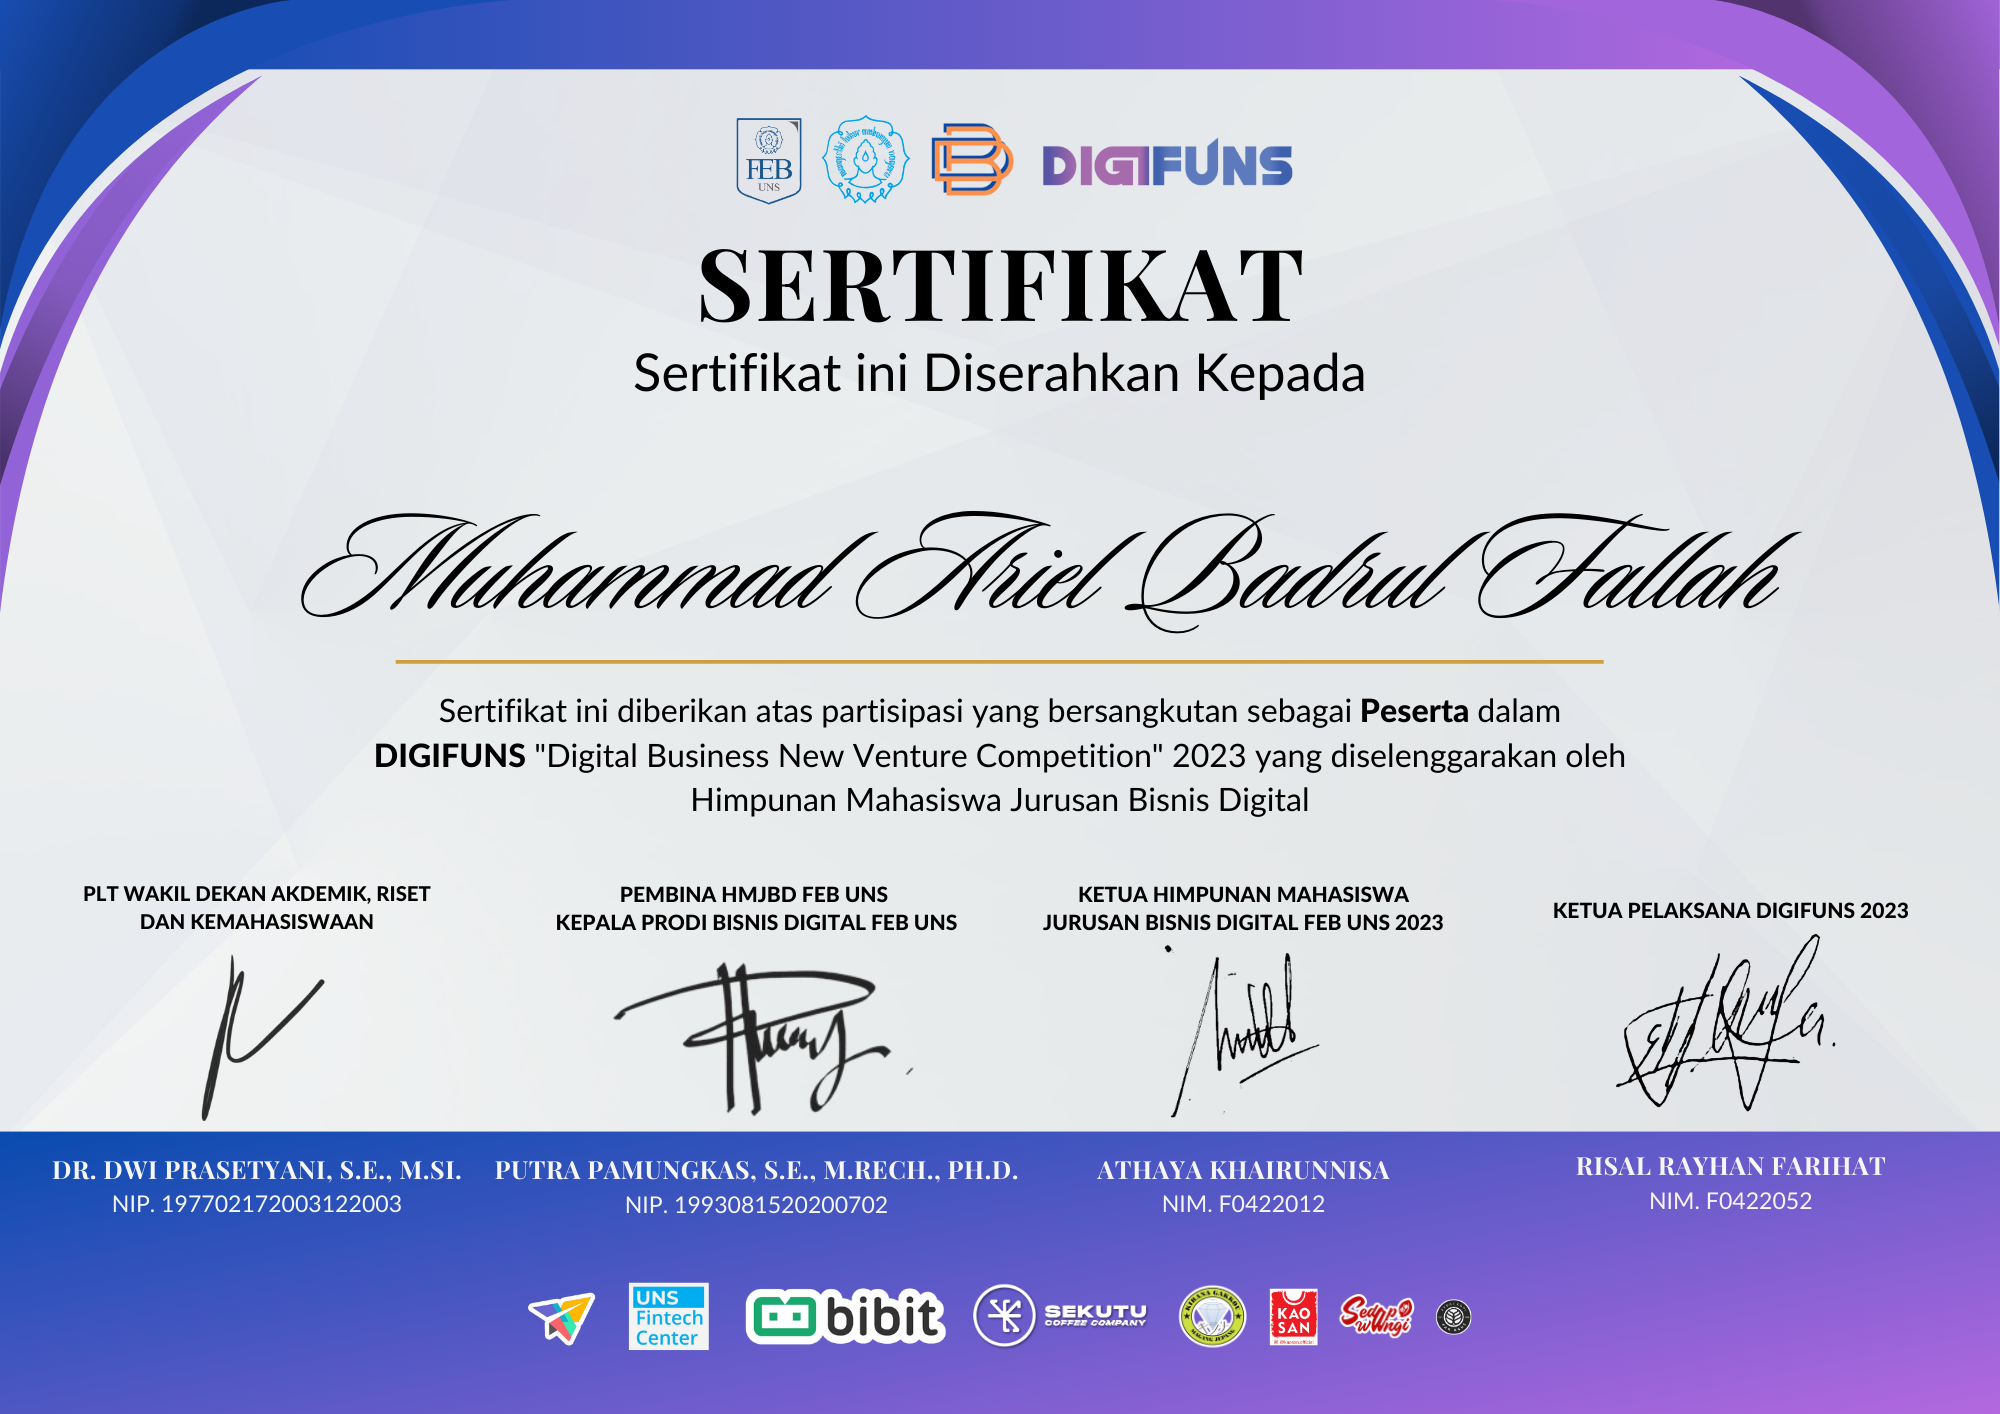 FEB
UNS
DIGIFUNS
SERTIFIKAT
Sertifikat ini Diserahkan Kepada
Muhammad Ariel Badrul Fallah
Sertifikat ini diberikan atas partisipasi yang bersangkutan sebagai Peserta dalam
DIGIFUNS "Digital Business New Venture Competition" 2023 yang diselenggarakan oleh
Himpunan Mahasiswa Jurusan Bisnis Digital
PLT WAKIL DEKAN AKDEMIK, RISET
DAN KEMAHASISWAAN
PEMBINA HMJBD FEB UNS
KEPALA PRODI BISNIS DIGITAL FEB UNS
KETUA HIMPUNAN MAHASISWA
JURUSAN BISNIS DIGITAL FEB UNS 2023
KETUA PELAKSANA DIGIFUNS 2023
DR. DWI PRASETYANI, S.E., M.SI.
NIP. 197702172003122003
PUTRA PAMUNGKAS, S.E., M.RECH., PH.D.
NIP. 1993081520200702
ATHAYA KHAIRUNNISA
NIM. F0422012
RISAL RAYHAN FARIHAT
NIM. F0422052
UNS
Fintech
Center
bibit
SEKUTU
COFFEE COMPANY
KIRANA GAKKOU
MAGANG JEPANG
KAO
SAN
Sedap
wWngi